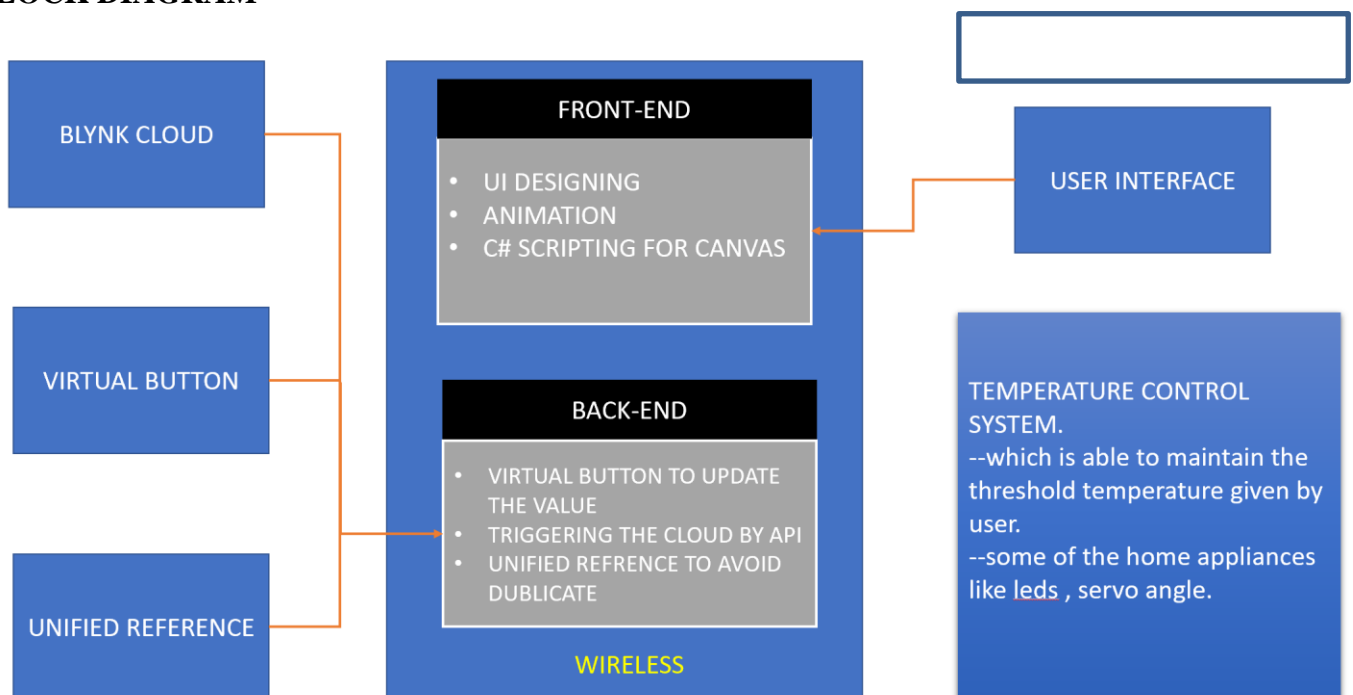 BLOCK DIAGRAM
BLYNK CLOUD
VIRTUAL BUTTON
UNIFIED REFERENCE
FRONT-END
• UI DESIGNING
• ANIMATION
• C# SCRIPTING FOR CANVAS
BACK-END
• VIRTUAL BUTTON TO UPDATE
THE VALUE
• TRIGGERING THE CLOUD BY API
• UNIFIED REFRENCE TO AVOID
DUBLICATE
WIRELESS
USER INTERFACE
TEMPERATURE CONTROL
SYSTEM.
--which is able to maintain the
threshold temperature given by
user.
--some of the home appliances
like leds , servo angle.